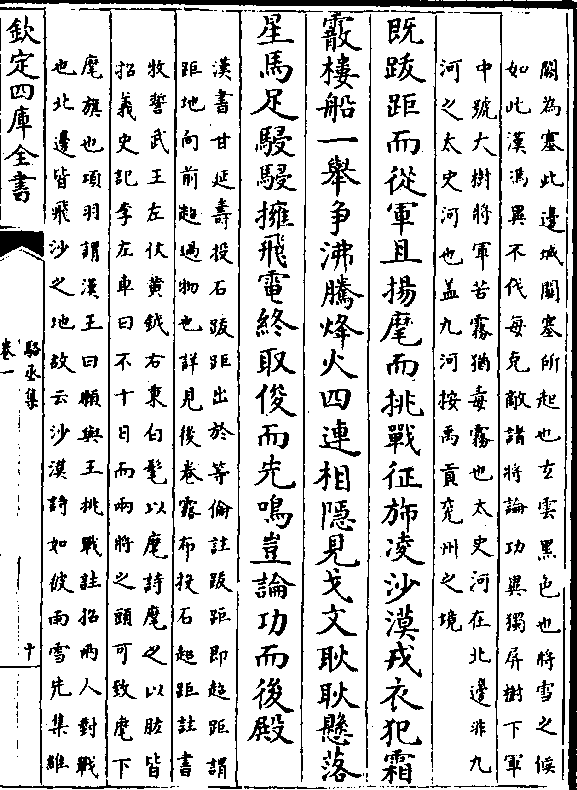 關為塞此邊城關塞所起也玄雲黑色也將雪之候
如此漢馮異不伐每克敵諸將論功異獨屏樹下軍
中號大樹將軍苦霧猶毒霧也太史河在北邊非九
河之太史河也蓋九河按禹貢兗州之境
既跋距而從軍且揚麾而挑戰征斾凌沙漠戎衣犯霜
霰樓船一舉争沸騰烽火四連相隱見戈文耿耿懸落
星馬足駸駸擁飛電終取俊而先鳴豈論功而後殿
漢書甘延壽投石跋距出於等倫註跋距即超距謂
距地向前超過物也詳見後卷露布投石超距註書
牧誓武王左仗黄鉞右秉白髦以麾詩麾之以肱皆
招義史記李左車曰不十日而兩將之頭可致麾下
麾旗也項羽謂漢王曰願與王挑戰註招兩人對戰
也北邊皆飛沙之地故云沙漠詩如彼雨雪先集維
欽定四庫全書
駱丞集
卷一
十